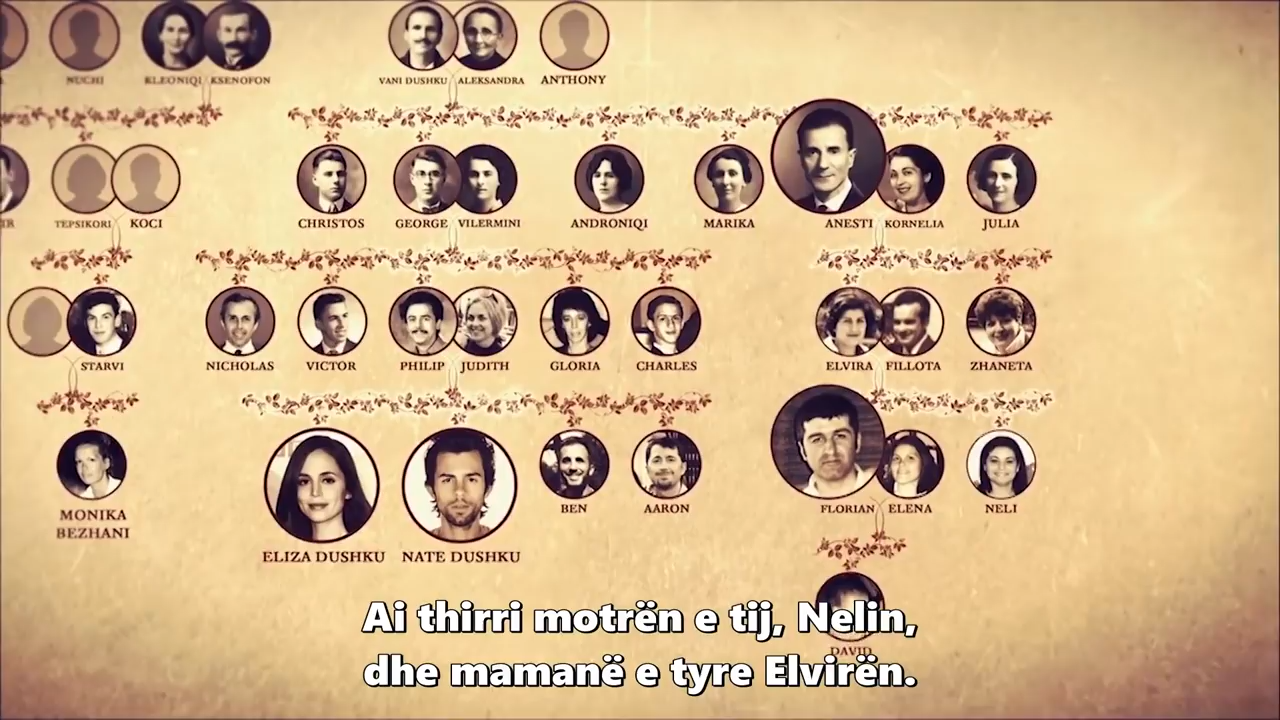 NUCHI
KLEONIQI KSENOFON
VANI DUSHKU ALEKSANDRA
ANTHONY
TEPSIKORI KOCI
CHRISTOS
GEORGE VILERMINI
ANDRONIQI
MARIKA
ANESTI KORNELIA
JULIA
STARVI
NICHOLAS
VICTOR
PHILIP JUDITH
GLORIA
CHARLES
ELVIRA FILLOTA
ZHANETA
MONIKA
BEZHANI
ELIZA DUSHKU
NATE DUSHKU
BEN
AARON
FLORIAN ELENA
NELI
DAVID
Ai thirri motrën e tij, Nelin,
dhe mamanë e tyre Elvirën.